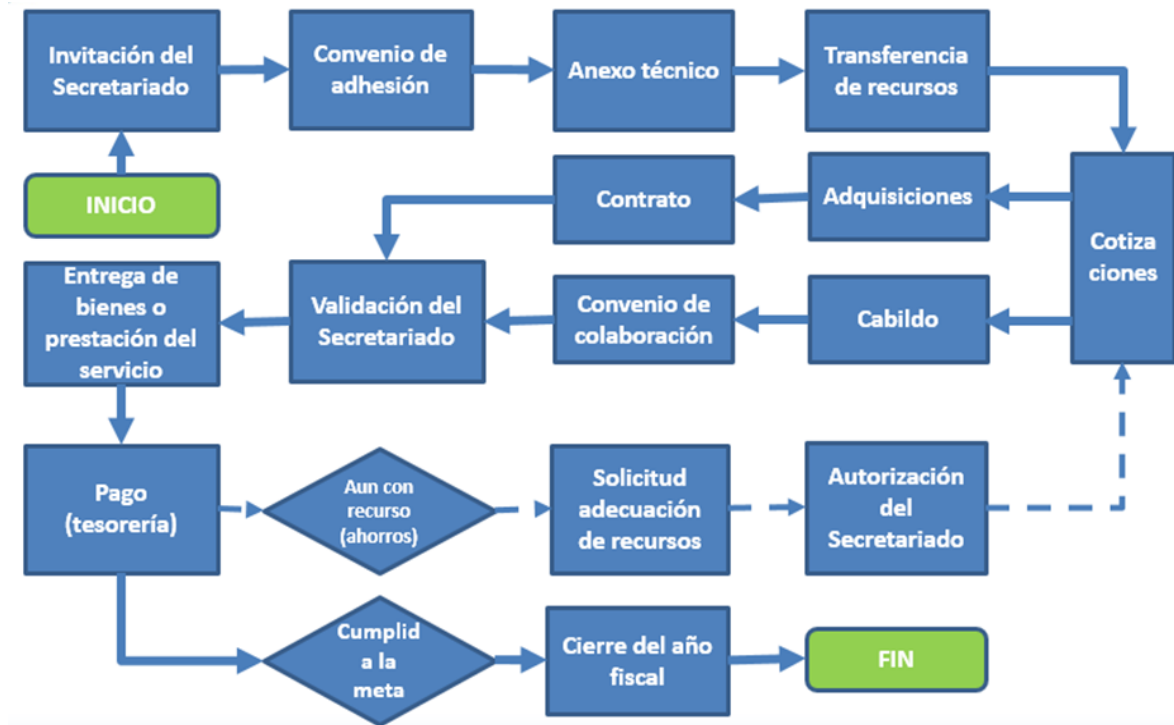 Invitación del
Secretariado
Convenio de
adhesión
Anexo técnico
Transferencia
de recursos
INICIO
Contrato
Adquisiciones
Cotiza
ciones
Entrega de
bienes o
prestación del
servicio
Validación del
Secretariado
Convenio de
colaboración
Cabildo
Pago
(tesorería)
Aun con
recurso
(ahorros)
Solicitud
adecuación
de recursos
Autorización
del
Secretariado
Cumplid
a la
meta
Cierre del año
fiscal
FIN